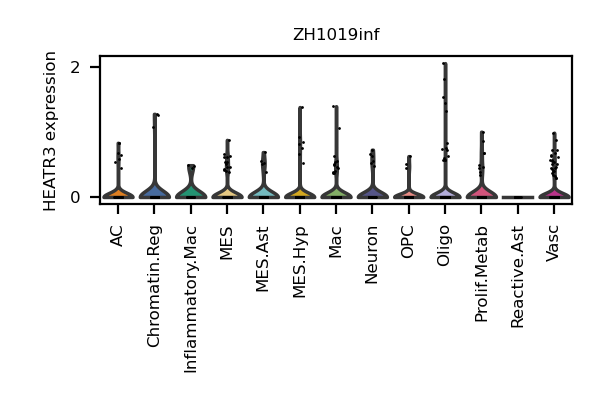 ZH1019inf
HEATR3 expression
2
0
AC
Chromatin.Reg
Inflammatory.Mac
MES
MES.Ast
MES.Hyp
Mac
Neuron
OPC
Oligo
Prolif.Metab
Reactive.Ast
Vasc